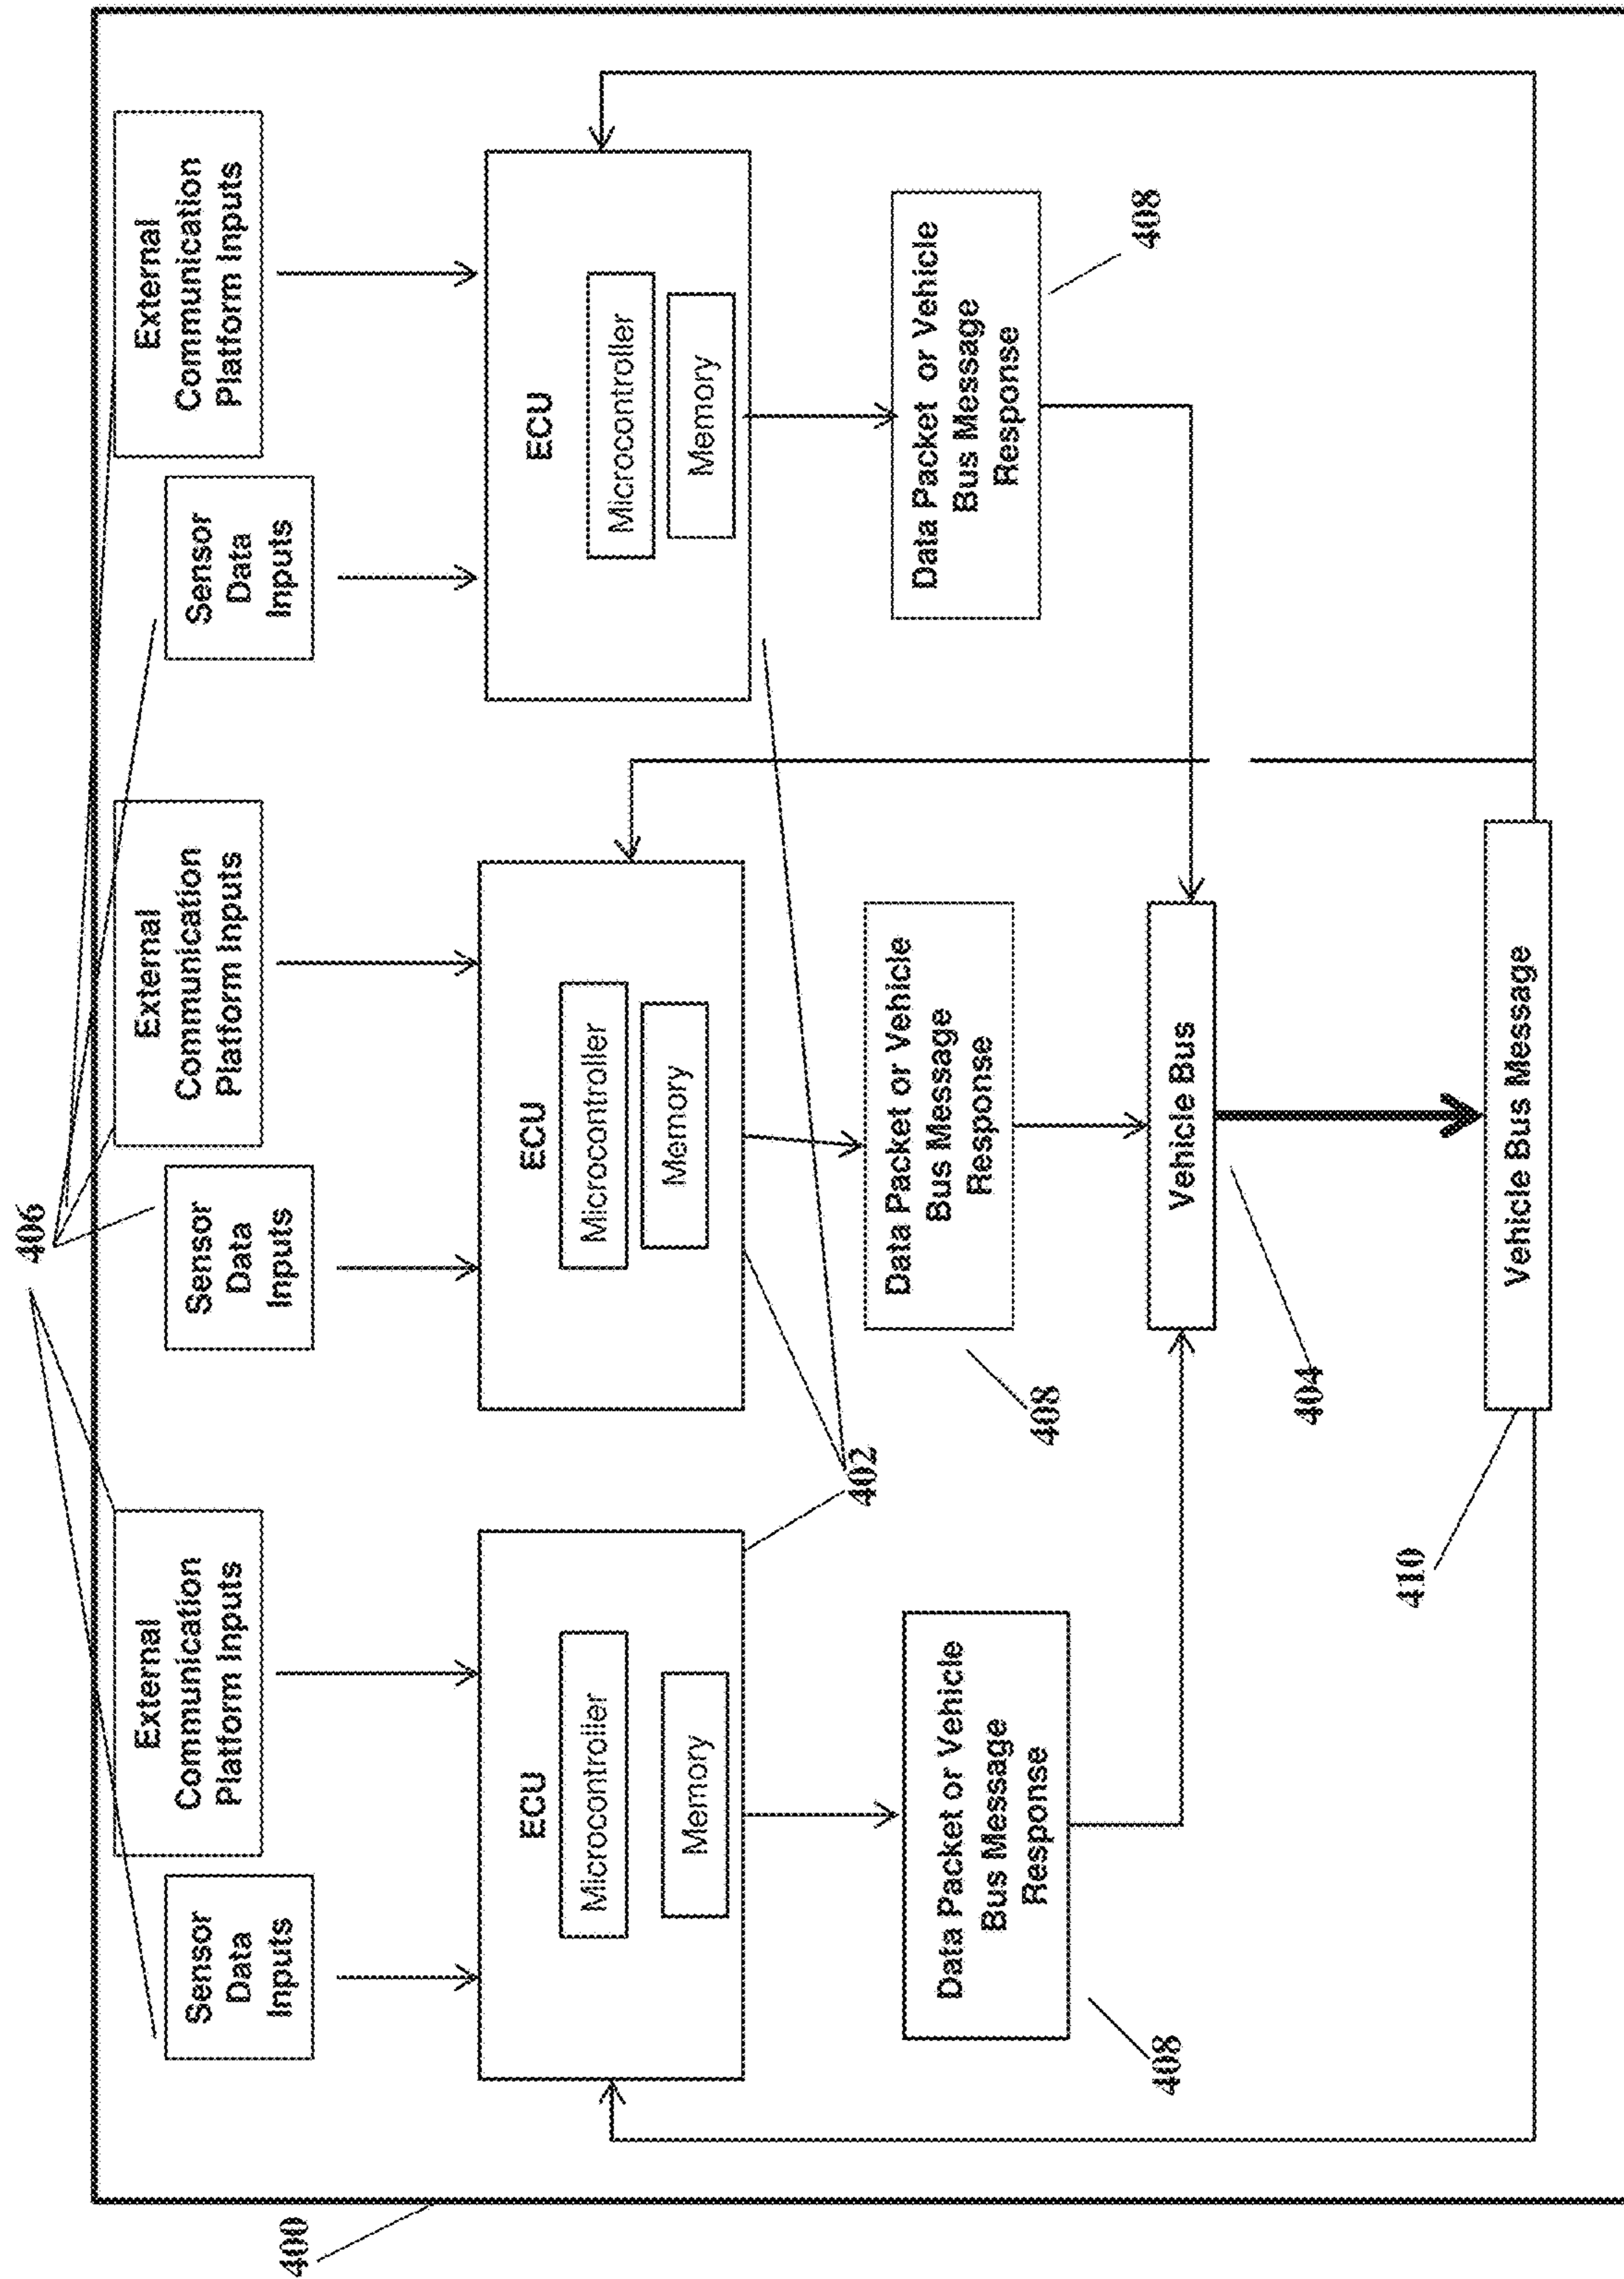 406
External
Communication
Platform Inputs
Sensor
Data
Inputs
External
Communication
Platform Inputs
Sensor
Data
Inputs
External
Communication
Platform Inputs
Sensor
Data
Inputs
400
ECU
Microcontroller
Memory
ECU
Microcontroller
Memory
ECU
Microcontroller
Memory
402
Data Packet or Vehicle
Bus Message
Response
408
Data Packet or Vehicle
Bus Message
Response
408
Data Packet or Vehicle
Bus Message
Response
408
Vehicle Bus
404
Vehicle Bus Message
410